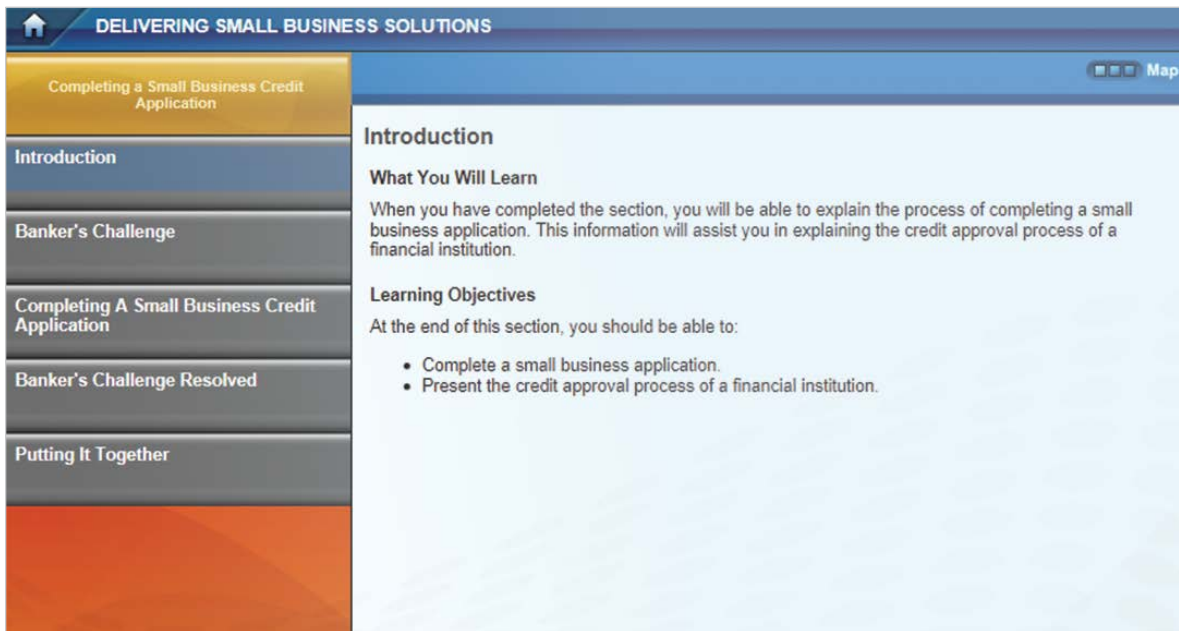 DELIVERING SMALL BUSINESS SOLUTIONS
Completing a Small Business Credit
Application
Map
Introduction
Banker's Challenge
Completing A Small Business Credit
Application
Banker's Challenge Resolved
Putting It Together
Introduction
What You Will Learn
When you have completed the section, you will be able to explain the process of completing a small
business application. This information will assist you in explaining the credit approval process of a
financial institution.
Learning Objectives
At the end of this section, you should be able to:
• Complete a small business application.
• Present the credit approval process of a financial institution.